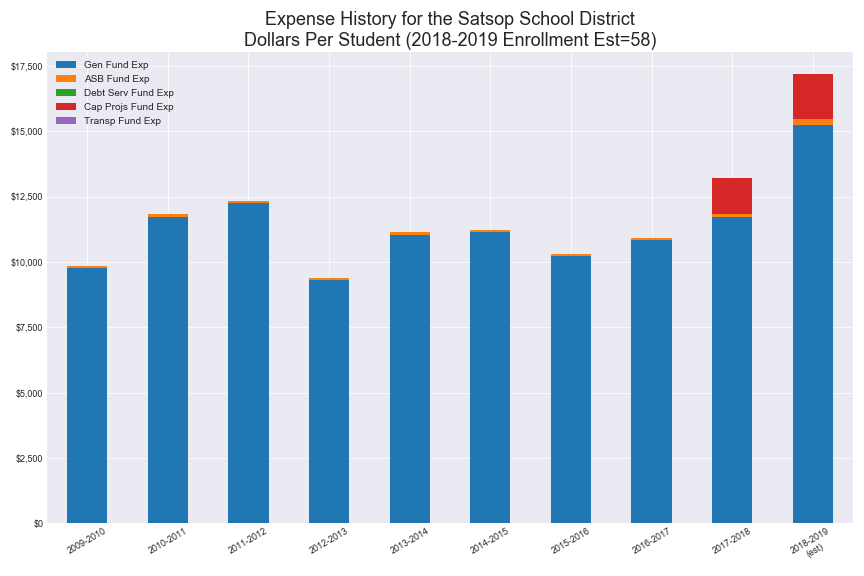 Expense History for the Satsop School District
Dollars Per Student (2018-2019 Enrollment Est=58)
Gen Fund Exp
ASB Fund Exp
Debt Serv Fund Exp
Cap Projs Fund Exp
Transp Fund Exp
$17,500
$15,000
$12,500
$10,000
$7,500
$5,000
$2,500
$0
2009-2010
2010-2011
2011-2012
2012-2013
2013-2014
2014-2015
2015-2016
2016-2017
2017-2018
2018-2019
(est)